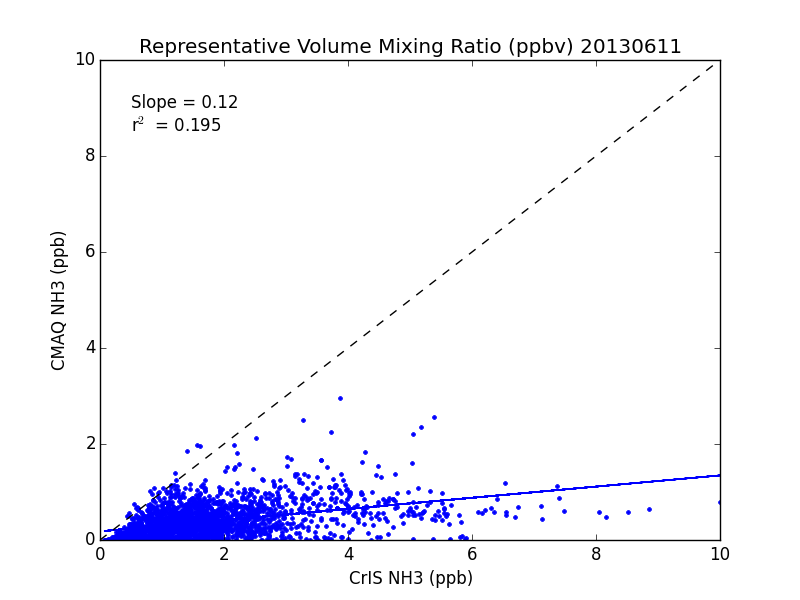 Representative Volume Mixing Ratio (ppbv) 20130611
10
Slope = 0.12
r² = 0.195
8
6
4
2
0
CMAQ NH3 (ppb)
0 2 4 6 8 10
CrIS NH3 (ppb)